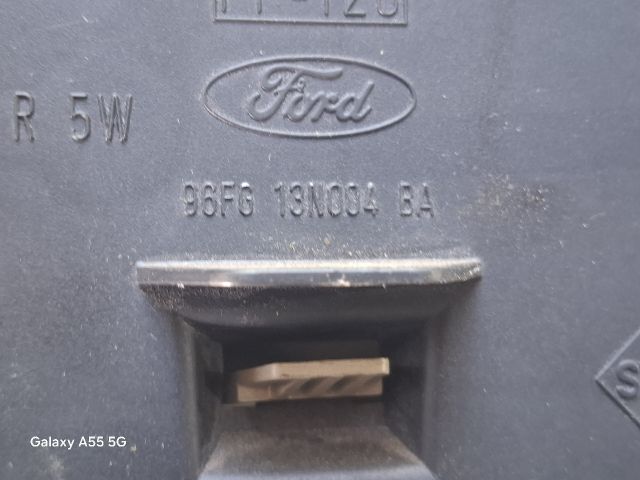 R 5W
Ford
96FG 13N004 BA
S
Galaxy A55 5G